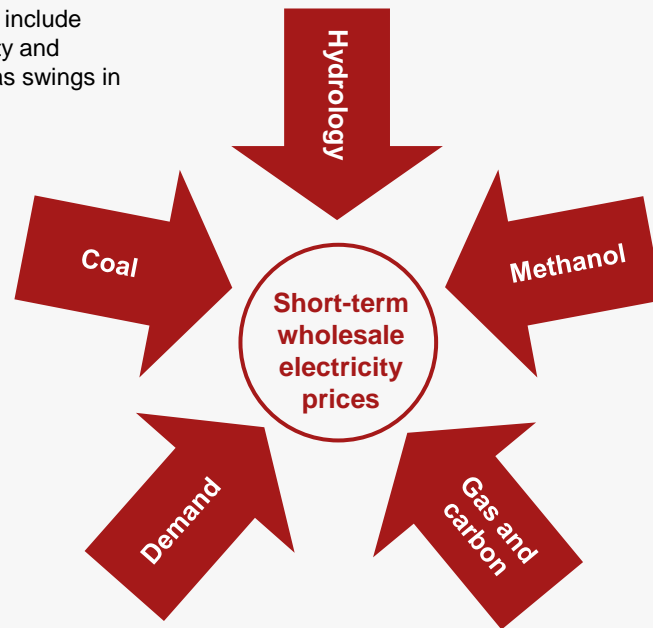 include
ty and
as swings in
Hydrology
Coal
Methanol
Short-term
wholesale
electricity
prices
Demand
Gas and
carbon